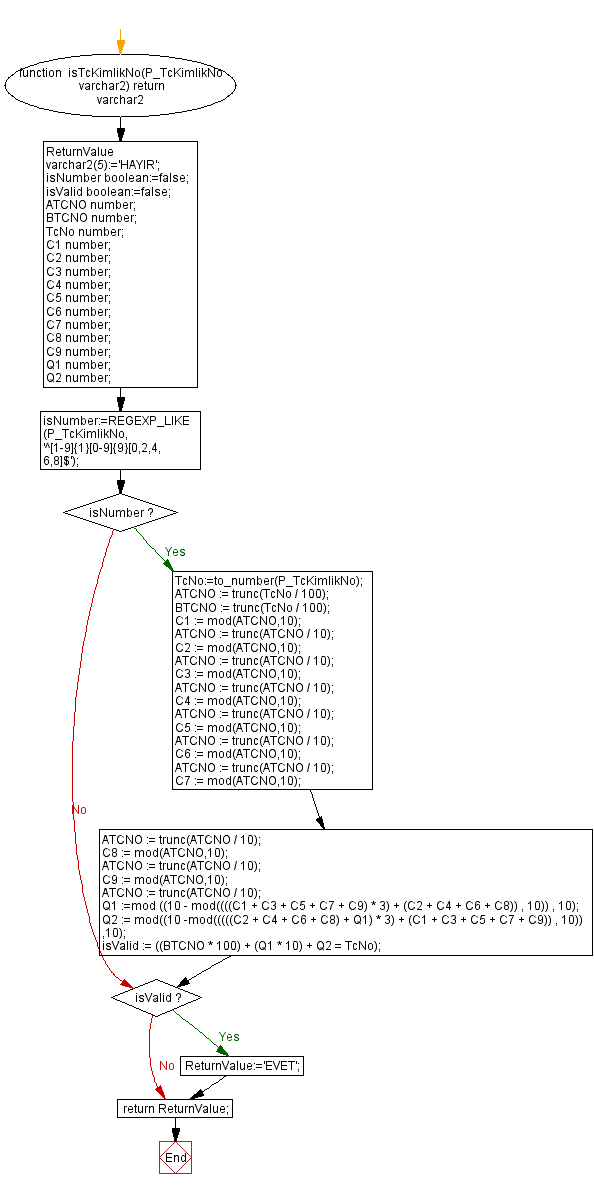 function isTcKimlikNo(P_TcKimlikNo
varchar2) return
varchar2
ReturnValue
varchar2(5):='HAYIR';
isNumber boolean:=false;
isValid boolean:=false;
ATCNO number;
BTCNO number;
TcNo number;
C1 number;
C2 number;
C3 number;
C4 number;
C5 number;
C6 number;
C7 number;
C8 number;
C9 number;
Q1 number;
Q2 number;
isNumber:=REGEXP_LIKE
(P_TcKimlikNo,
'^[1-9]{1}[0-9]{9}[0,2,4,
6,8]$');
isNumber ?
Yes
TcNo:=to_number(P_TcKimlikNo);
ATCNO := trunc(TcNo / 100);
BTCNO := trunc(TcNo / 100);
C1 := mod(ATCNO,10);
ATCNO := trunc(ATCNO / 10);
C2 := mod(ATCNO,10);
ATCNO := trunc(ATCNO / 10);
C3 := mod(ATCNO,10);
ATCNO := trunc(ATCNO / 10);
C4 := mod(ATCNO,10);
ATCNO := trunc(ATCNO / 10);
C5 := mod(ATCNO,10);
ATCNO := trunc(ATCNO / 10);
C6 := mod(ATCNO,10);
ATCNO := trunc(ATCNO / 10);
C7 := mod(ATCNO,10);
No
ATCNO := trunc(ATCNO / 10);
C8 := mod(ATCNO,10);
ATCNO := trunc(ATCNO / 10);
C9 := mod(ATCNO,10);
ATCNO := trunc(ATCNO / 10);
Q1 :=mod ((10 - mod((((C1 + C3 + C5 + C7 + C9) * 3) + (C2 + C4 + C6 + C8)) , 10)) , 10);
Q2 := mod((10 -mod(((((C2 + C4 + C6 + C8) + Q1) * 3) + (C1 + C3 + C5 + C7 + C9)) , 10))
,10);
isValid := ((BTCNO * 100) + (Q1 * 10) + Q2 = TcNo);
isValid ?
Yes
No
ReturnValue:='EVET';
return ReturnValue;
End